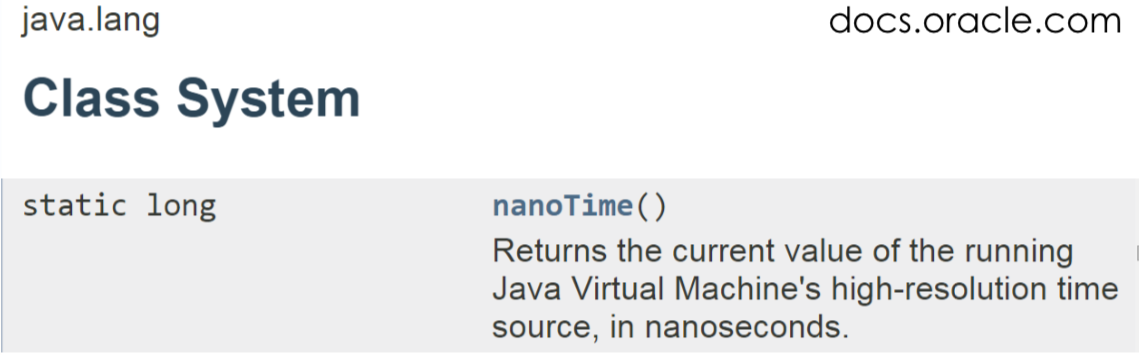 java.lang docs.oracle.com
Class System
static long nanoTime()
Returns the current value of the running
Java Virtual Machine's high-resolution time
source, in nanoseconds.